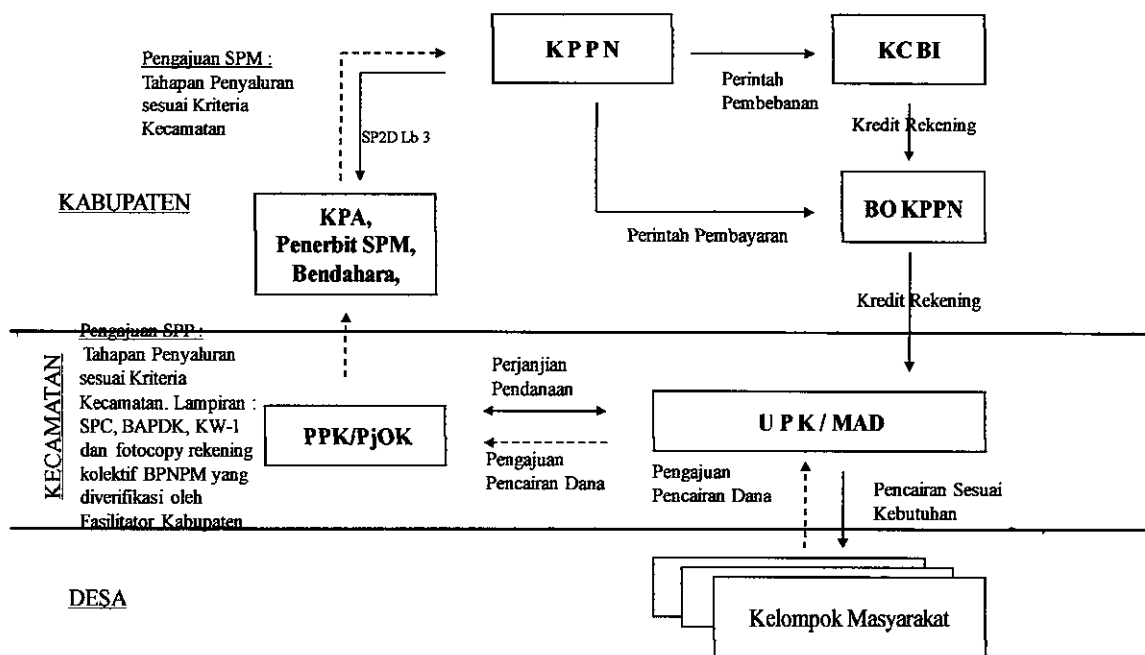 K P P N
KC BI
Pengajuan SPM :
Tahapan Penyaluran
sesuai Kriteria
Kecamatan
Perintah
Pembebanan
SP2D Lb 3
Kredit Rekening
KABUPATEN
KPA,
Penerbit SPM,
Bendahara,
BO KPPN
Perintah Pembayaran
Kredit Rekening
KECAMATAN
Pengajuan SPP :
Tahapan Penyaluran
sesuai Kriteria
Kecamatan. Lampiran :
SPC, BAPDK, KW-1
dan fotocopy rekening
kolektif BPNPM yang
diverifikasi oleh
Fasilitator Kabupaten
PPK/PjOK
Perjanjian
Pendanaan
Pengajuan
Pencairan Dana
U P K / MAD
Pengajuan
Pencairan Dana
Pencairan Sesuai
Kebutuhan
DESA
Kelompok Masyarakat